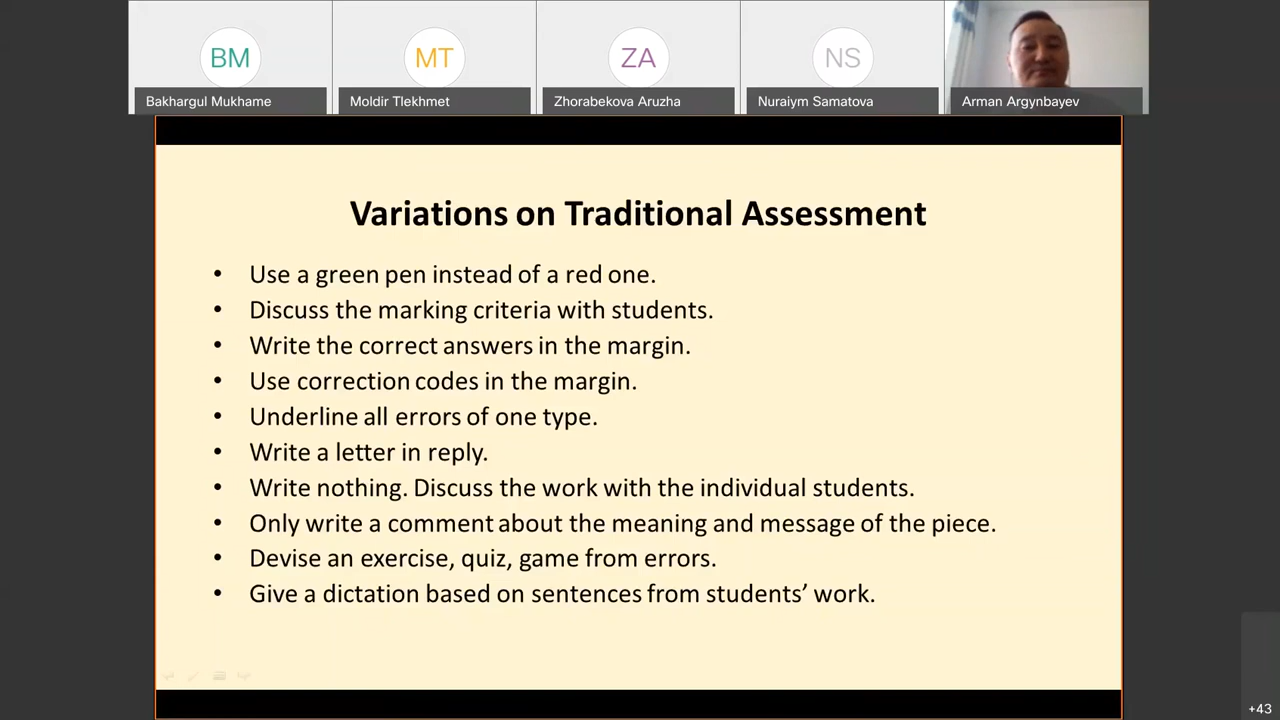 BM
MT
ZA
NS
Bakhargul Mukhame
Moldir Tlekhmet
Zhorabekova Aruzha
Nuraiym Samatova
Arman Argynbayev
Variations on Traditional Assessment
• Use a green pen instead of a red one.
• Discuss the marking criteria with students.
• Write the correct answers in the margin.
• Use correction codes in the margin.
• Underline all errors of one type.
• Write a letter in reply.
• Write nothing. Discuss the work with the individual students.
• Only write a comment about the meaning and message of the piece.
• Devise an exercise, quiz, game from errors.
• Give a dictation based on sentences from students’ work.
+43